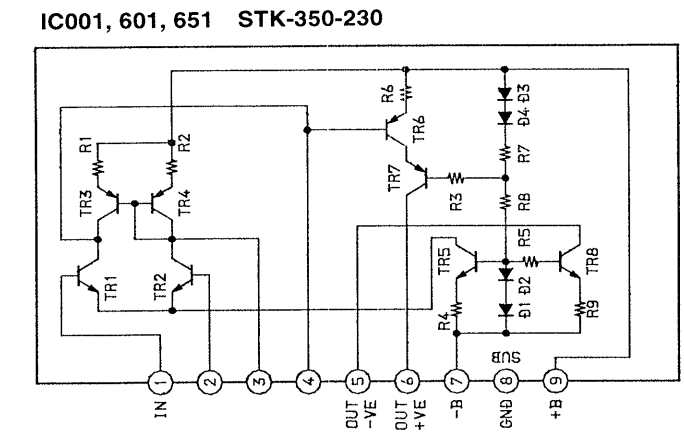 IC001, 601, 651 STK-350-230
R6
D3
D4
TR6
R1
R2
R7
TR7
TR3
TR4
R3
R8
R5
TR5
TR8
TR1
TR2
D2
D1
R4
R9
SUB
1
2
3
4
5
6
7
8
9
IN
OUT
-VE
OUT
+VE
-B
GND
+B